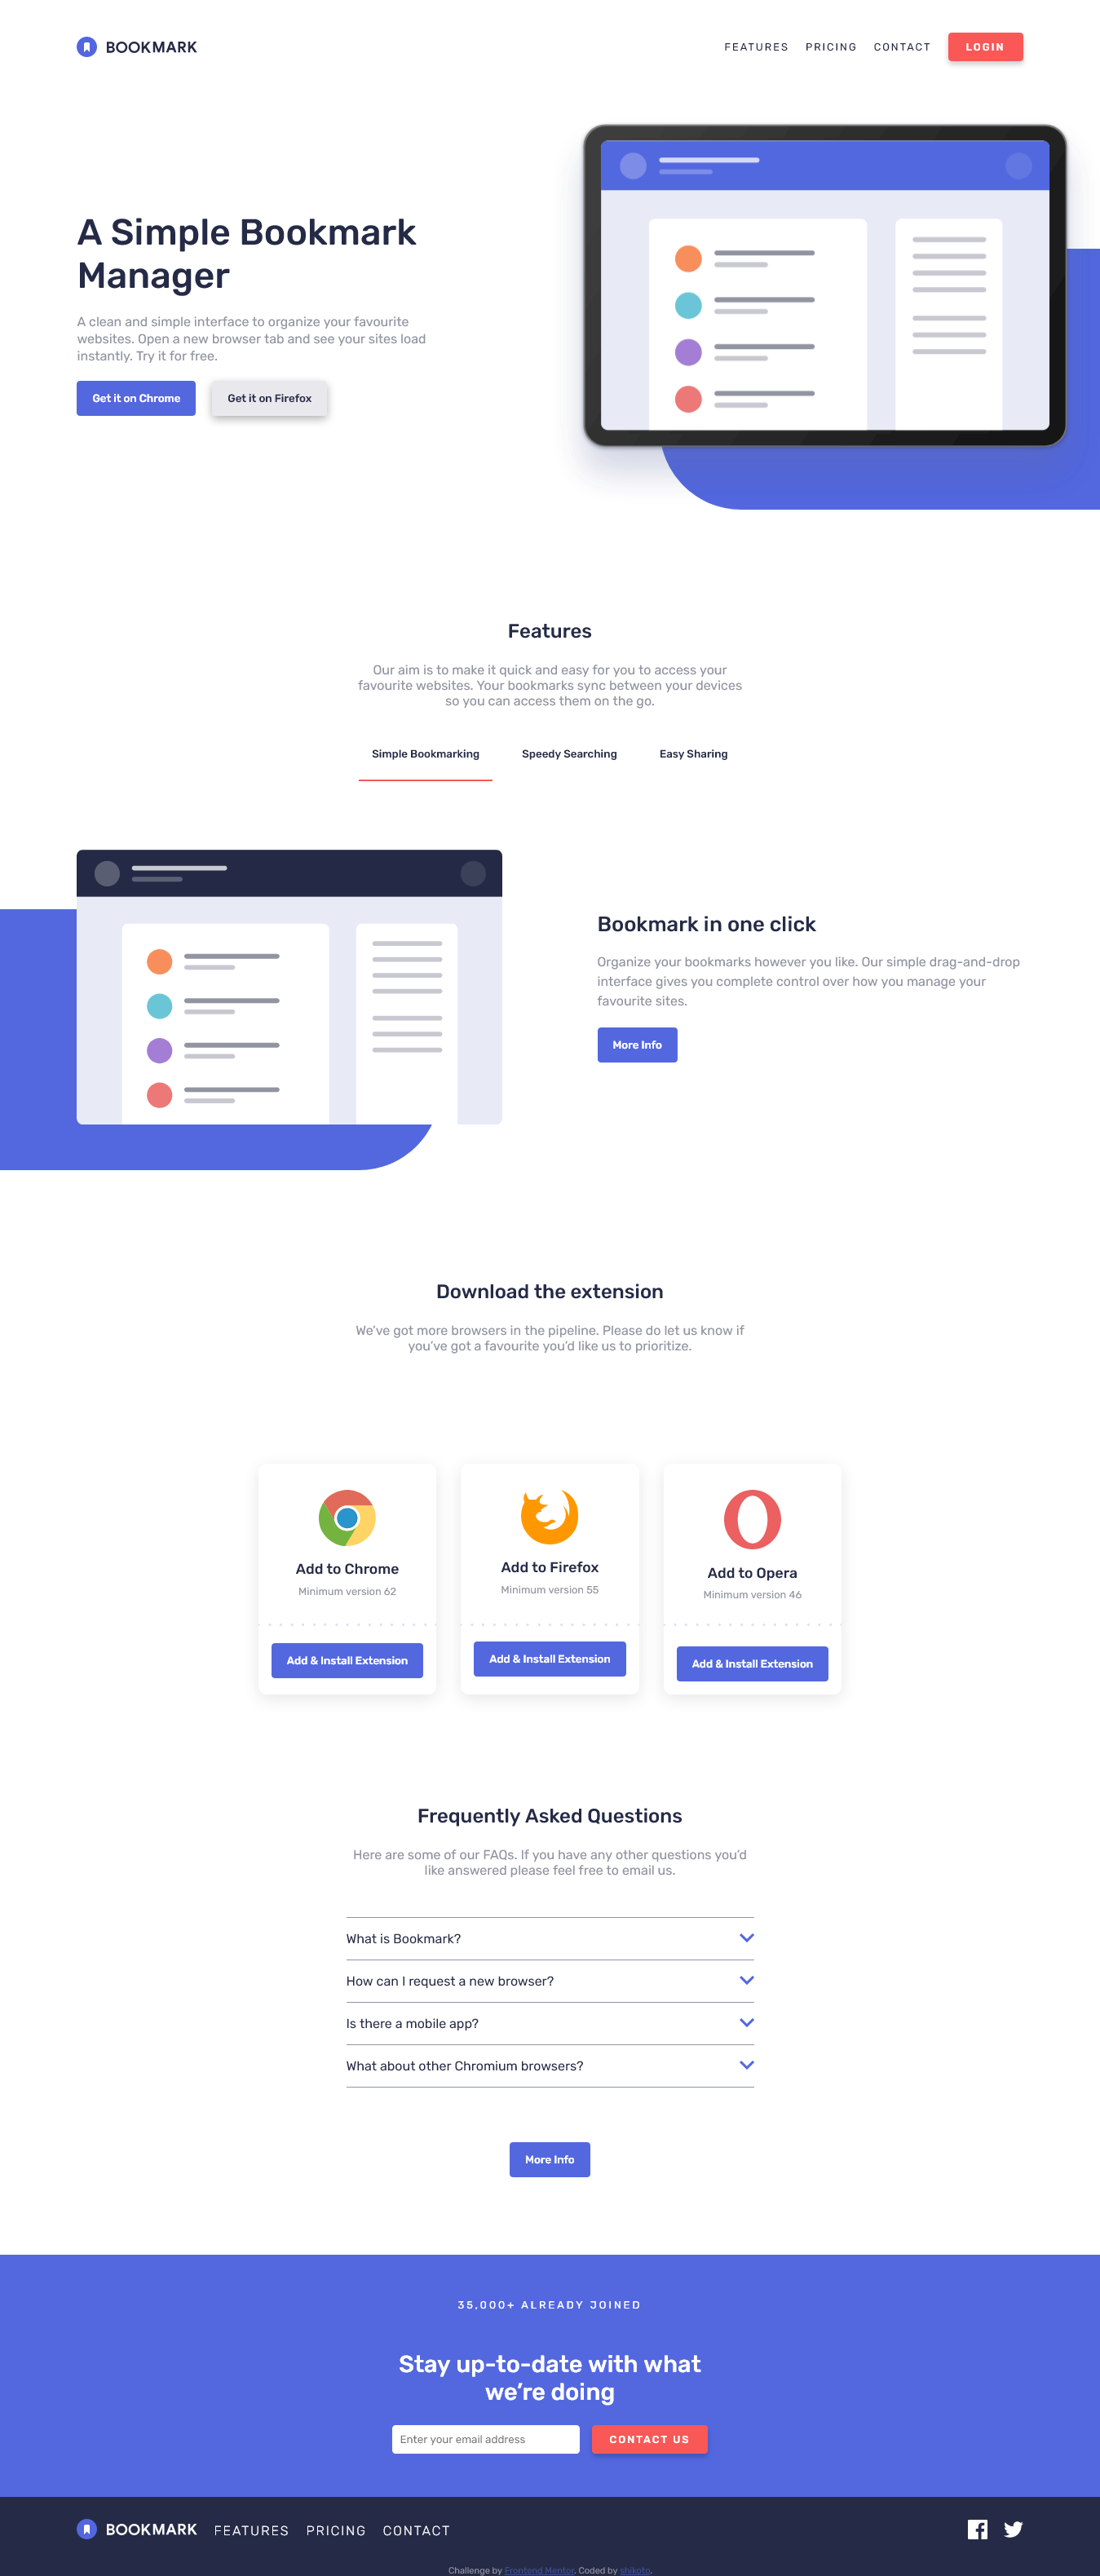 BOOKMARK
FEATURES PRICING CONTACT LOGIN
A Simple Bookmark
Manager
A clean and simple interface to organize your favourite
websites. Open a new browser tab and see your sites load
instantly. Try it for free.
Get it on Chrome
Get it on Firefox
Features
Our aim is to make it quick and easy for you to access your
favourite websites. Your bookmarks sync between your devices
so you can access them on the go.
Simple Bookmarking
Speedy Searching
Easy Sharing
Bookmark in one click
Organize your bookmarks however you like. Our simple drag-and-drop
interface gives you complete control over how you manage your
favourite sites.
More Info
Download the extension
We’ve got more browsers in the pipeline. Please do let us know if
you’ve got a favourite you’d like us to prioritize.
Add to Chrome
Minimum version 62
Add & Install Extension
Add to Firefox
Minimum version 55
Add & Install Extension
Add to Opera
Minimum version 46
Add & Install Extension
Frequently Asked Questions
Here are some of our FAQs. If you have any other questions you’d
like answered please feel free to email us.
What is Bookmark?
How can I request a new browser?
Is there a mobile app?
What about other Chromium browsers?
More Info
35,000+ ALREADY JOINED
Stay up-to-date with what
we’re doing
Enter your email address
CONTACT US
BOOKMARK FEATURES PRICING CONTACT
Challenge by Frontend Mentor. Coded by shikoto.